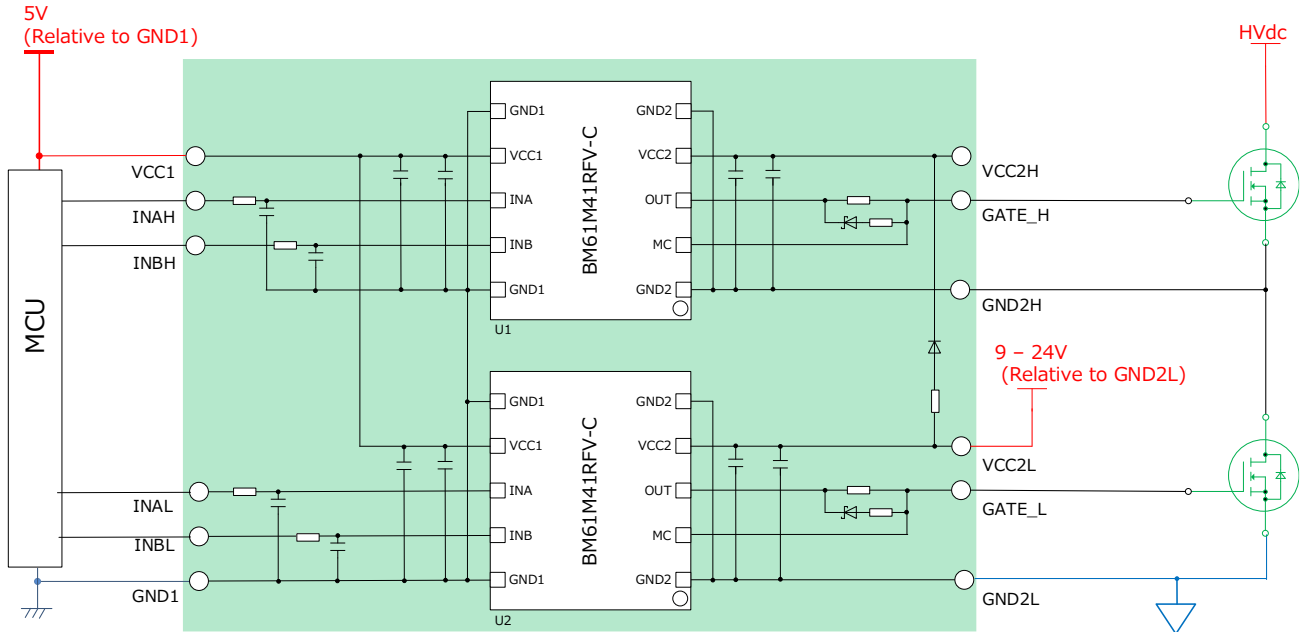 5V
(Relative to GND1)
HVdc
GND1
GND2
VCC1
VCC1
VCC2
VCC2H
INAH
INA
OUT
GATE_H
INBH
INB
MC
GND1
GND2
GND2H
BM61M41RFV-C
U1
MCU
9 – 24V
(Relative to GND2L)
GND1
GND2
VCC1
VCC2
VCC2L
INAL
INA
OUT
GATE_L
INBL
INB
MC
GND1
GND1
GND2
GND2L
BM61M41RFV-C
U2